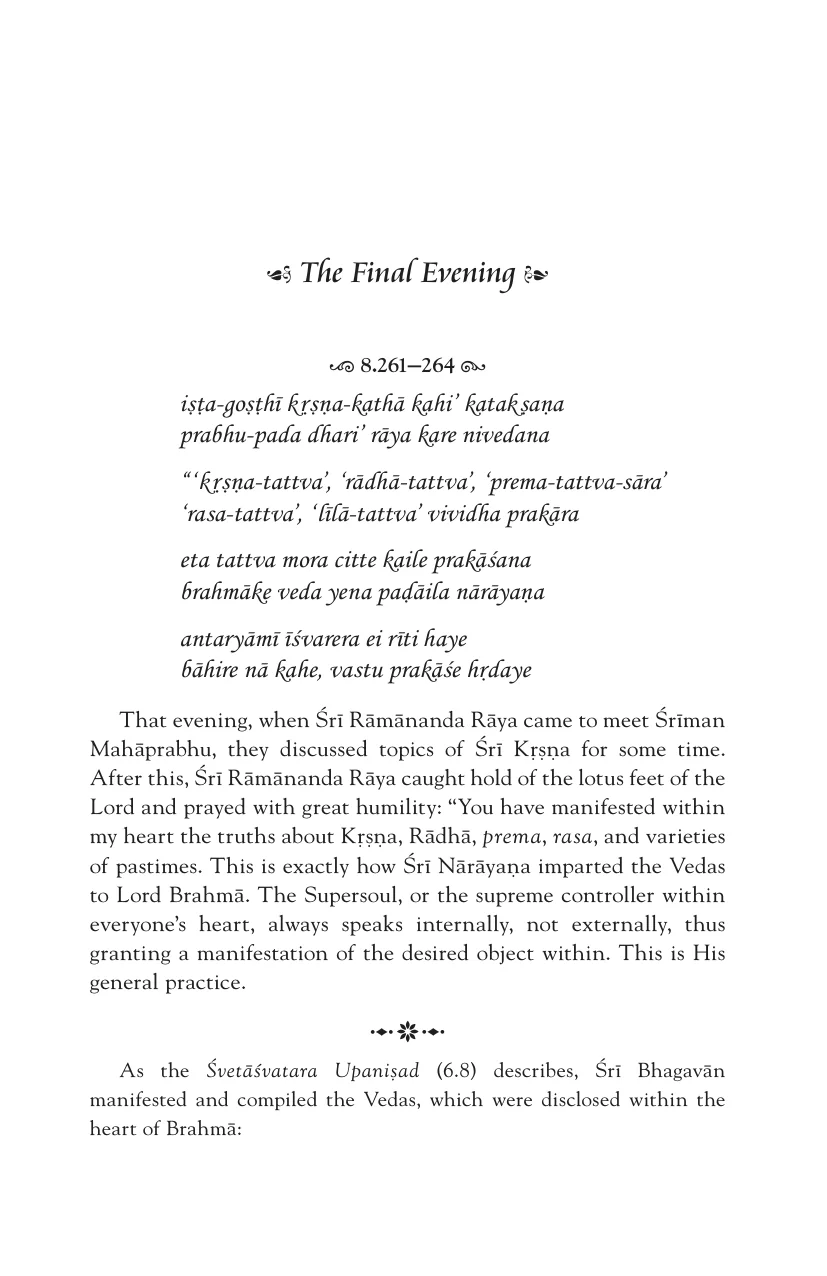 The Final Evening
8.261–264
iṣṭa-goṣṭhī kṛṣṇa-kathā kahi’ katakṣaṇa
prabhu-pada dhari’ rāya kare nivedana
“‘kṛṣṇa-tattva’, ‘rādhā-tattva’, ‘prema-tattva-sāra’
‘rasa-tattva’, ‘līlā-tattva’ vividha prakāra
eta tattva mora citte kaile prakāśana
brahmāke veda yena paḍāila nārāyaṇa
antaryāmī īśvarera ei rīti haye
bāhire nā kahe, vastu prakāśe hṛdaye
That evening, when Śrī Rāmānanda Rāya came to meet Śrīman
Mahāprabhu, they discussed topics of Śrī Kṛṣṇa for some time.
After this, Śrī Rāmānanda Rāya caught hold of the lotus feet of the
Lord and prayed with great humility: “You have manifested within
my heart the truths about Kṛṣṇa, Rādhā, prema, rasa, and varieties
of pastimes. This is exactly how Śrī Nārāyaṇa imparted the Vedas
to Lord Brahmā. The Supersoul, or the supreme controller within
everyone’s heart, always speaks internally, not externally, thus
granting a manifestation of the desired object within. This is His
general practice.
As the Śvetāśvatara Upaniṣad (6.8) describes, Śrī Bhagavān
manifested and compiled the Vedas, which were disclosed within the
heart of Brahmā: